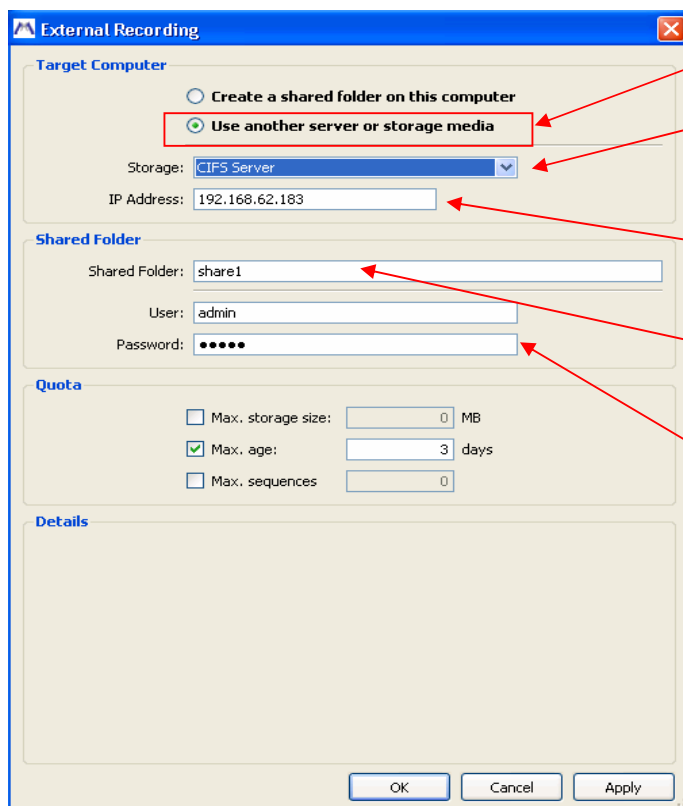 External Recording
Target Computer
Create a shared folder on this computer
Use another server or storage media
Storage: CIFS Server
IP Address: 192.168.62.183
Shared Folder
Shared Folder: share1
User: admin
Password: •••••
Quota
Max. storage size: 0 MB
Max. age: 3 days
Max. sequences 0
Details
OK Cancel Apply